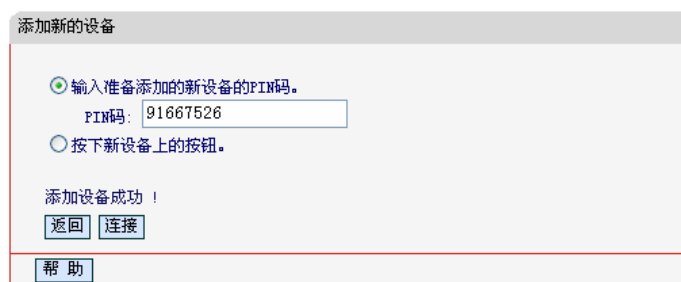 添加新的设备
输入准备添加的新设备的PIN码。
PIN码: 91667526
按下新设备上的按钮。
添加设备成功 !
返回 连接
帮 助